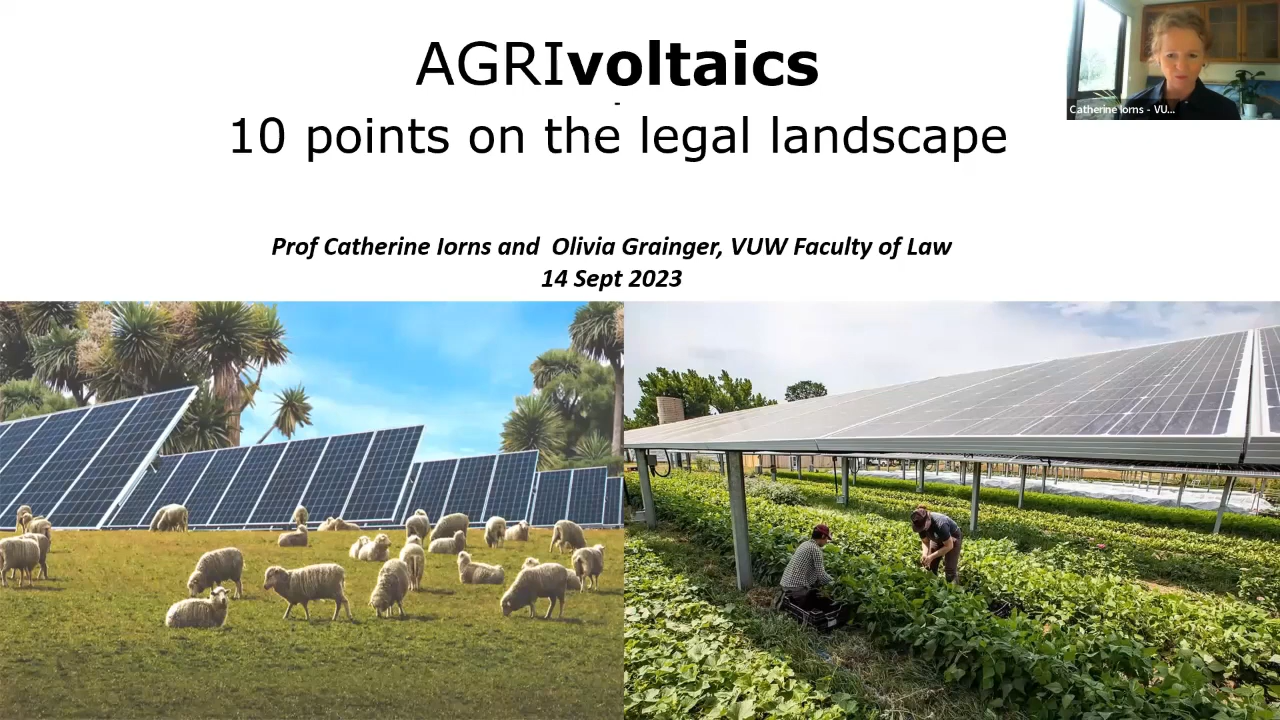 AGRIvoltaics
-
10 points on the legal landscape
Prof Catherine Iorns and Olivia Grainger, VUW Faculty of Law
14 Sept 2023
Catherine Iorns - VU...